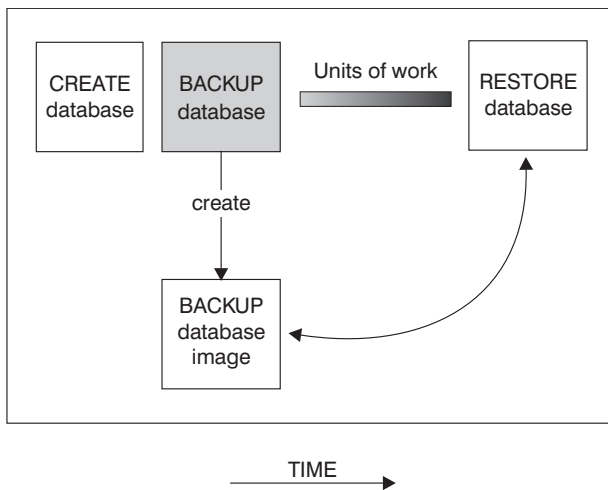 CREATE
database
BACKUP
database
Units of work
RESTORE
database
create
BACKUP
database
image
TIME